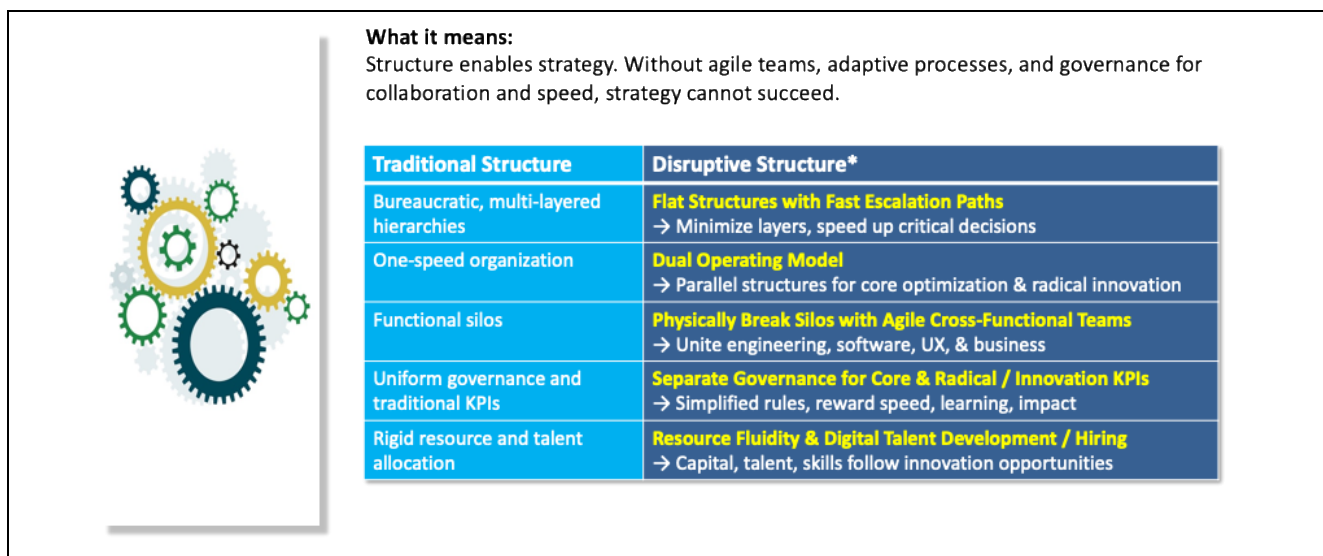 What it means:
Structure enables strategy. Without agile teams, adaptive processes, and governance for
collaboration and speed, strategy cannot succeed.
Traditional Structure
Disruptive Structure*
Bureaucratic, multi-layered
hierarchies
Flat Structures with Fast Escalation Paths
→ Minimize layers, speed up critical decisions
One-speed organization
Dual Operating Model
→ Parallel structures for core optimization & radical innovation
Functional silos
Physically Break Silos with Agile Cross-Functional Teams
→ Unite engineering, software, UX, & business
Uniform governance and
traditional KPIs
Separate Governance for Core & Radical / Innovation KPIs
→ Simplified rules, reward speed, learning, impact
Rigid resource and talent
allocation
Resource Fluidity & Digital Talent Development / Hiring
→ Capital, talent, skills follow innovation opportunities